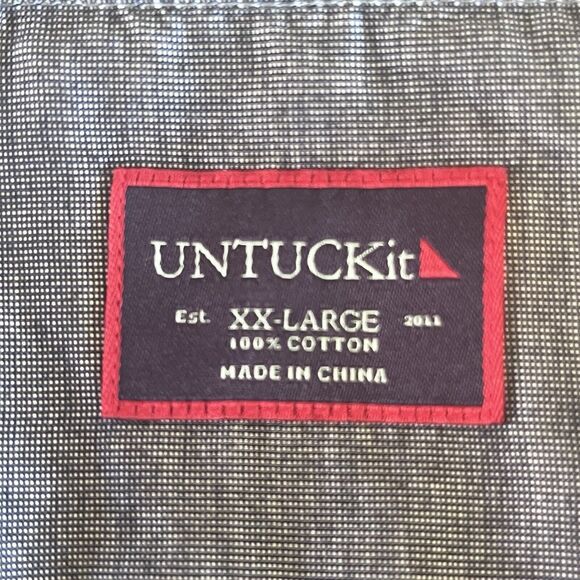 UNTUCKit
Est. XX-LARGE 2011
100% COTTON
MADE IN CHINA